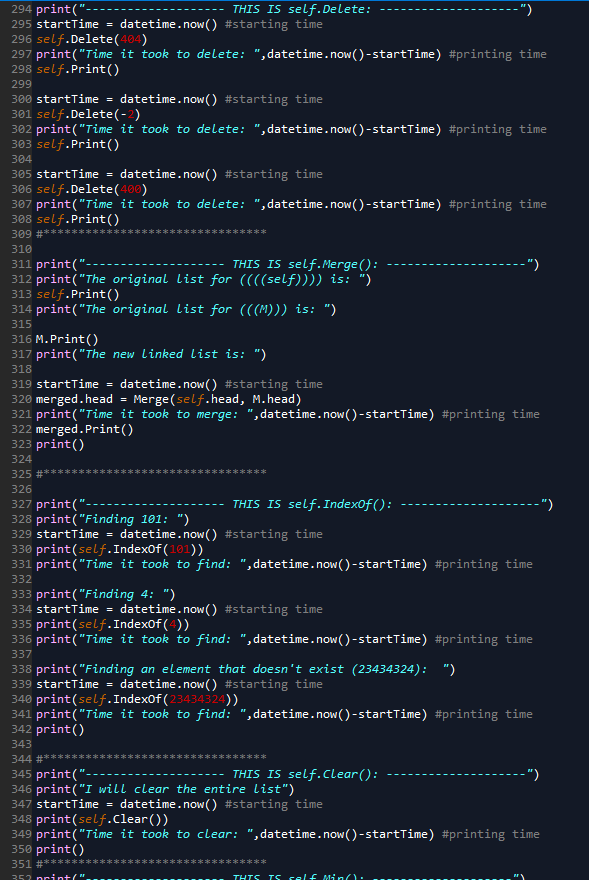 294 print("-------------------- THIS IS self.Delete: --------------------")
295 startTime = datetime.now() #starting time
296 self.Delete(404)
297 print("Time it took to delete: ",datetime.now()-startTime) #printing time
298 self.Print()
299
300 startTime = datetime.now() #starting time
301 self.Delete(-2)
302 print("Time it took to delete: ",datetime.now()-startTime) #printing time
303 self.Print()
304
305 startTime = datetime.now() #starting time
306 self.Delete(400)
307 print("Time it took to delete: ",datetime.now()-startTime) #printing time
308 self.Print()
309 #********************************
310
311 print("-------------------- THIS IS self.Merge(): --------------------")
312 print("The original list for ((((self)))) is: ")
313 self.Print()
314 print("The original list for (((M))) is: ")
315
316 M.Print()
317 print("The new linked list is: ")
318
319 startTime = datetime.now() #starting time
320 merged.head = Merge(self.head, M.head)
321 print("Time it took to merge: ",datetime.now()-startTime) #printing time
322 merged.Print()
323 print()
324
325 #********************************
326
327 print("-------------------- THIS IS self.IndexOf(): --------------------")
328 print("Finding 101: ")
329 startTime = datetime.now() #starting time
330 print(self.IndexOf(101))
331 print("Time it took to find: ",datetime.now()-startTime) #printing time
332
333 print("Finding 4: ")
334 startTime = datetime.now() #starting time
335 print(self.IndexOf(4))
336 print("Time it took to find: ",datetime.now()-startTime) #printing time
337
338 print("Finding an element that doesn't exist (23434324):  ")
339 startTime = datetime.now() #starting time
340 print(self.IndexOf(23434324))
341 print("Time it took to find: ",datetime.now()-startTime) #printing time
342 print()
343
344 #********************************
345 print("-------------------- THIS IS self.Clear(): --------------------")
346 print("I will clear the entire list")
347 startTime = datetime.now() #starting time
348 print(self.Clear())
349 print("Time it took to clear: ",datetime.now()-startTime) #printing time
350 print()
351 #********************************
352 print("-------------------- THIS IS self.Min(): --------------------")